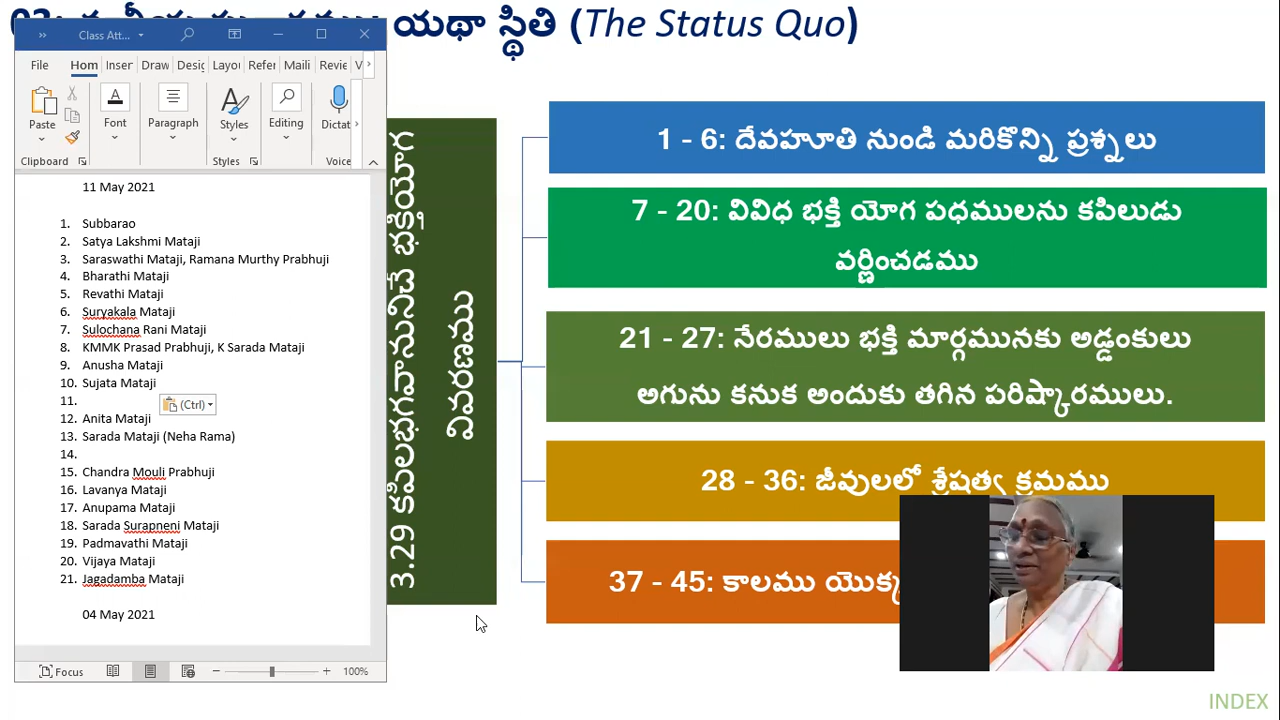 యథా స్థితి (The Status Quo)
Class Att...
File Hom Inser Draw Desig Layou Refer Maili Revie V
Paste Font Paragraph Styles Editing Dictat
Clipboard Styles Voice
11 May 2021
1. Subbarao
2. Satya Lakshmi Mataji
3. Saraswathi Mataji, Ramana Murthy Prabhuji
4. Bharathi Mataji
5. Revathi Mataji
6. Suryakala Mataji
7. Sulochana Rani Mataji
8. KMMK Prasad Prabhuji, K Sarada Mataji
9. Anusha Mataji
10. Sujata Mataji
11.
(Ctrl)
12. Anita Mataji
13. Sarada Mataji (Neha Rama)
14.
15. Chandra Mouli Prabhuji
16. Lavanya Mataji
17. Anupama Mataji
18. Sarada Surapneni Mataji
19. Padmavathi Mataji
20. Vijaya Mataji
21. Jagadamba Mataji
04 May 2021
Focus 100%
3.29 కపిలభగవానునిచే భక్తియోగ
వివరణము
1 - 6: దేవహూతి నుండి మరికొన్ని ప్రశ్నలు
7 - 20: వివిధ భక్తి యోగ పధములను కపిలుడు
వర్ణించడము
21 - 27: నేరములు భక్తి మార్గమునకు అడ్డంకులు
అగును కనుక అందుకు తగిన పరిష్కారములు.
28 - 36: జీవులలో శ్రేష్ఠత్వ క్రమము
37 - 45: కాలము యొక్క
INDEX